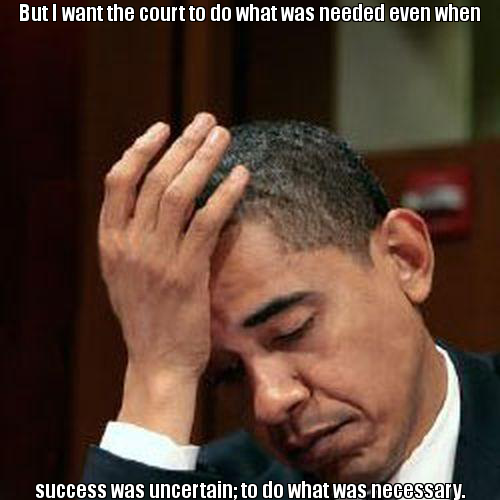 But I want the court to do what was needed even when
success was uncertain; to do what was necessary.